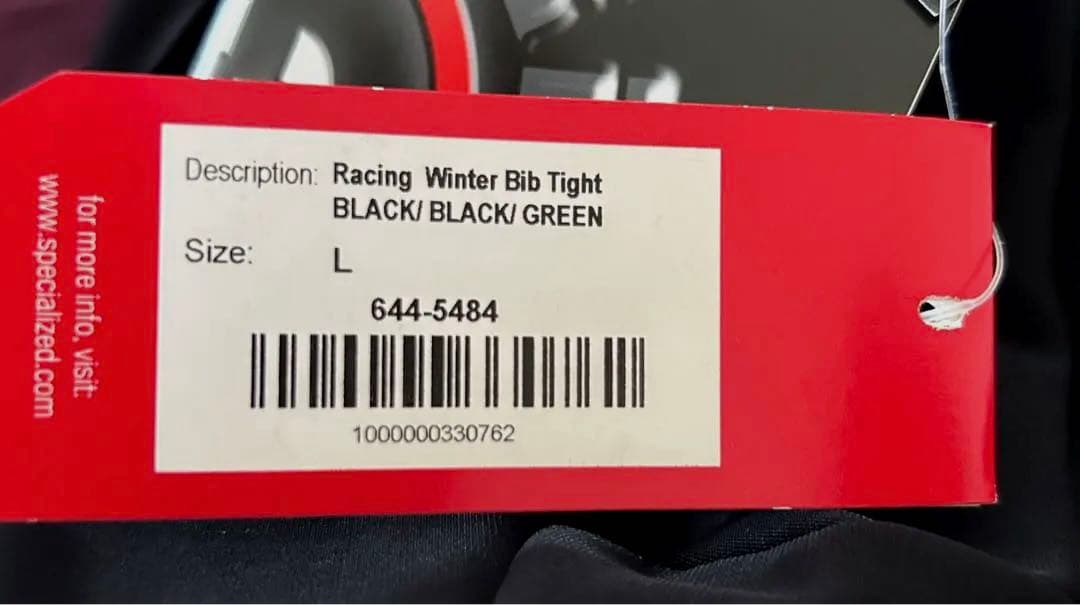 Description: Racing Winter Bib Tight
BLACK/ BLACK/ GREEN
Size: L
644-5484
1000000330762
for more info, visit:
www.specialized.com